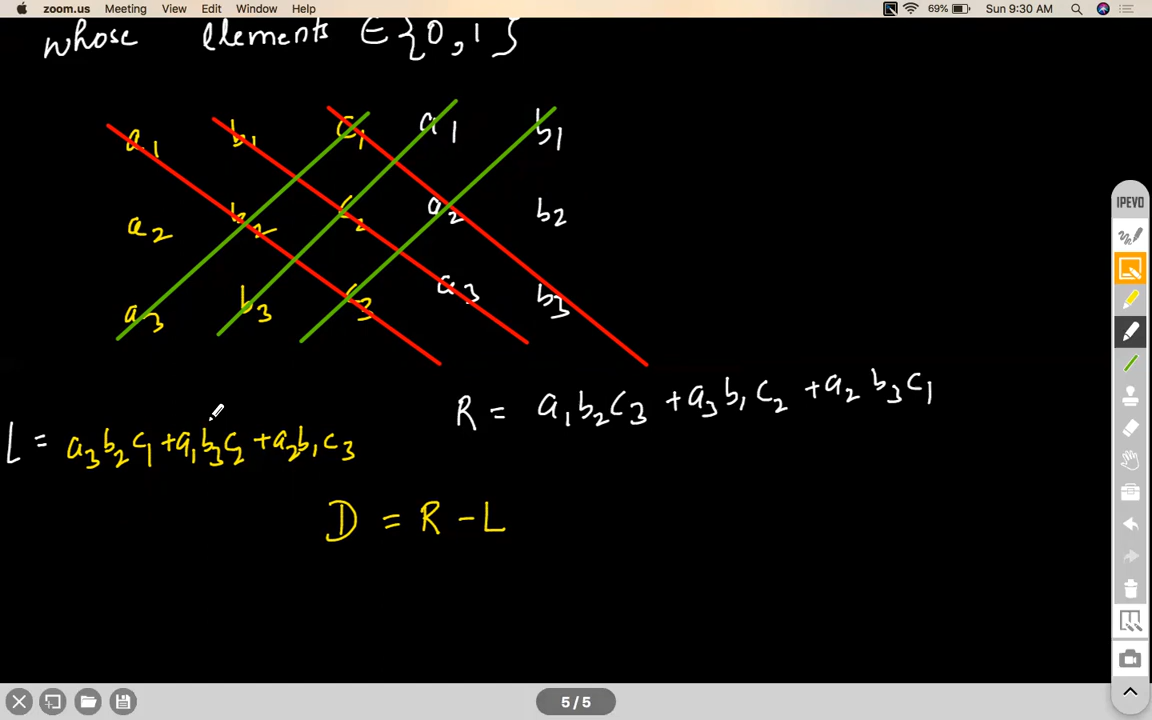 zoom.us Meeting View Edit Window Help 69% Sun 9:30 AM
whose elements ∈ {0, 1}
a₁ b₁ c₁ a₁ b₁
a₂ b₂ c₂ a₂ b₂
a₃ b₃ c₃ a₃ b₃
R = a₁b₂c₃ + a₃b₁c₂ + a₂b₃c₁
L = a₃b₂c₁ + a₁b₃c₂ + a₂b₁c₃
D = R - L
IPEVO
5 / 5